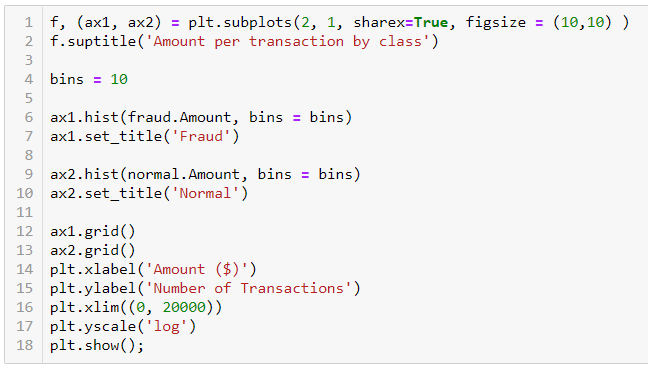 1 f, (ax1, ax2) = plt.subplots(2, 1, sharex=True, figsize = (10,10) )
2 f.suptitle('Amount per transaction by class')
3
4 bins = 10
5
6 ax1.hist(fraud.Amount, bins = bins)
7 ax1.set_title('Fraud')
8
9 ax2.hist(normal.Amount, bins = bins)
10 ax2.set_title('Normal')
11
12 ax1.grid()
13 ax2.grid()
14 plt.xlabel('Amount ($)')
15 plt.ylabel('Number of Transactions')
16 plt.xlim((0, 20000))
17 plt.yscale('log')
18 plt.show();